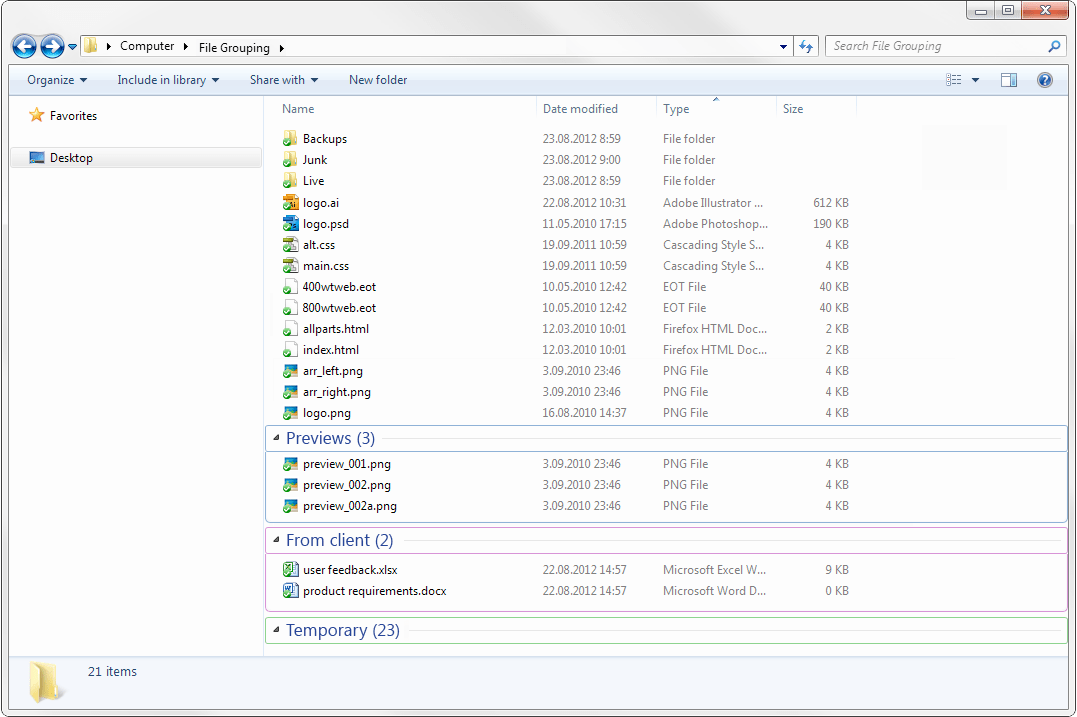 Computer File Grouping Search File Grouping
Organize Include in library Share with New folder
Favorites
Desktop
Name Date modified Type Size
Backups 23.08.2012 8:59 File folder
Junk 23.08.2012 9:00 File folder
Live 23.08.2012 8:59 File folder
logo.ai 22.08.2012 10:31 Adobe Illustrator ... 612 KB
logo.psd 11.05.2010 17:15 Adobe Photoshop... 190 KB
alt.css 19.09.2011 10:59 Cascading Style S... 4 KB
main.css 19.09.2011 10:59 Cascading Style S... 4 KB
400wtweb.eot 10.05.2010 12:42 EOT File 40 KB
800wtweb.eot 10.05.2010 12:42 EOT File 40 KB
allparts.html 12.03.2010 10:01 Firefox HTML Doc... 2 KB
index.html 12.03.2010 10:01 Firefox HTML Doc... 2 KB
arr_left.png 3.09.2010 23:46 PNG File 4 KB
arr_right.png 3.09.2010 23:46 PNG File 4 KB
logo.png 16.08.2010 14:37 PNG File 4 KB
Previews (3)
preview_001.png 3.09.2010 23:46 PNG File 4 KB
preview_002.png 3.09.2010 23:46 PNG File 4 KB
preview_002a.png 3.09.2010 23:46 PNG File 4 KB
From client (2)
user feedback.xlsx 22.08.2012 14:57 Microsoft Excel W... 9 KB
product requirements.docx 22.08.2012 14:57 Microsoft Word D... 0 KB
Temporary (23)
21 items